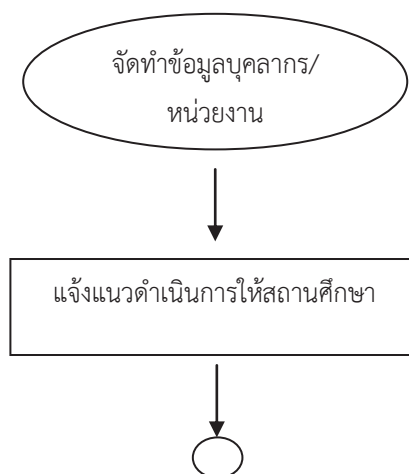 จัดทำข้อมูลบุคลากร/
หน่วยงาน
แจ้งแนวดำเนินการให้สถานศึกษา